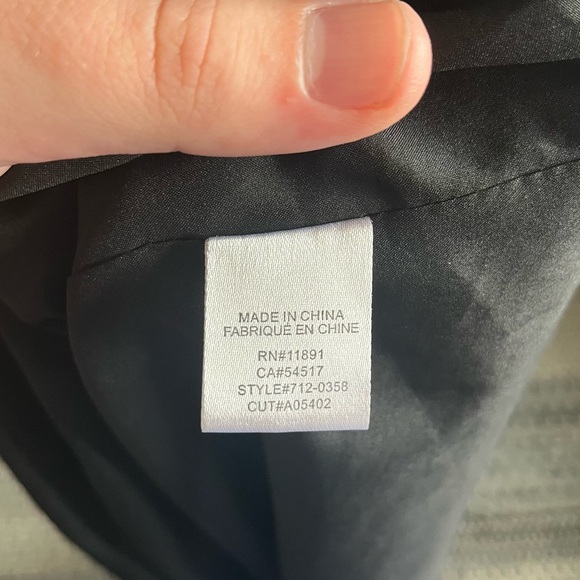 MADE IN CHINA
FABRIQUÉ EN CHINE
RN#11891
CA#54517
STYLE#712-0358
CUT#A05402